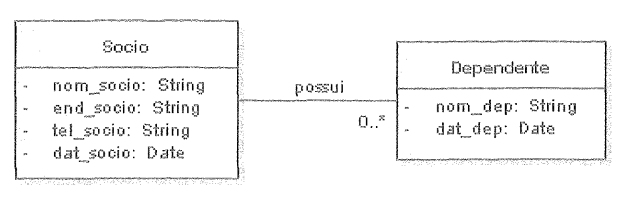 Socio
- nom_socio: String
- end_socio: String
- tel_socio: String
- dat_socio: Date
possui
0..*
Dependente
- nom_dep: String
- dat_dep: Date